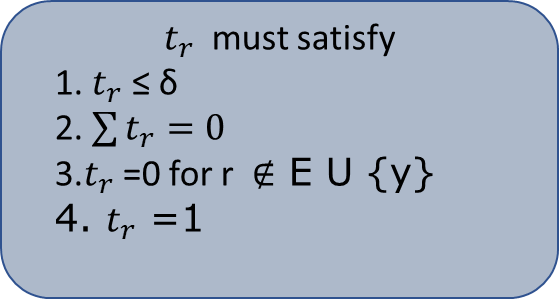 t_r must satisfy
1. t_r ≤ δ
2. ∑ t_r = 0
3.t_r =0 for r ∉ E U {y}
4. t_r =1